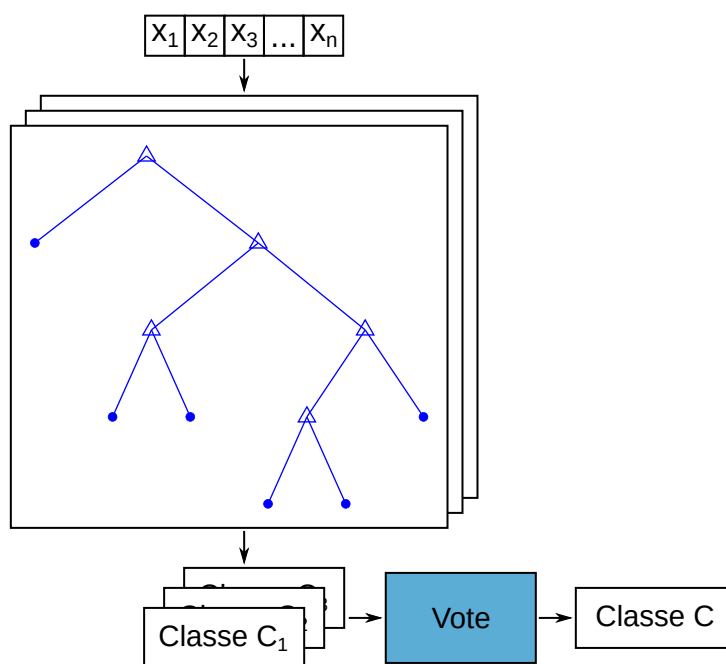 x₁ x₂ x₃ ... xₙ
Classe C₁
Vote
Classe C